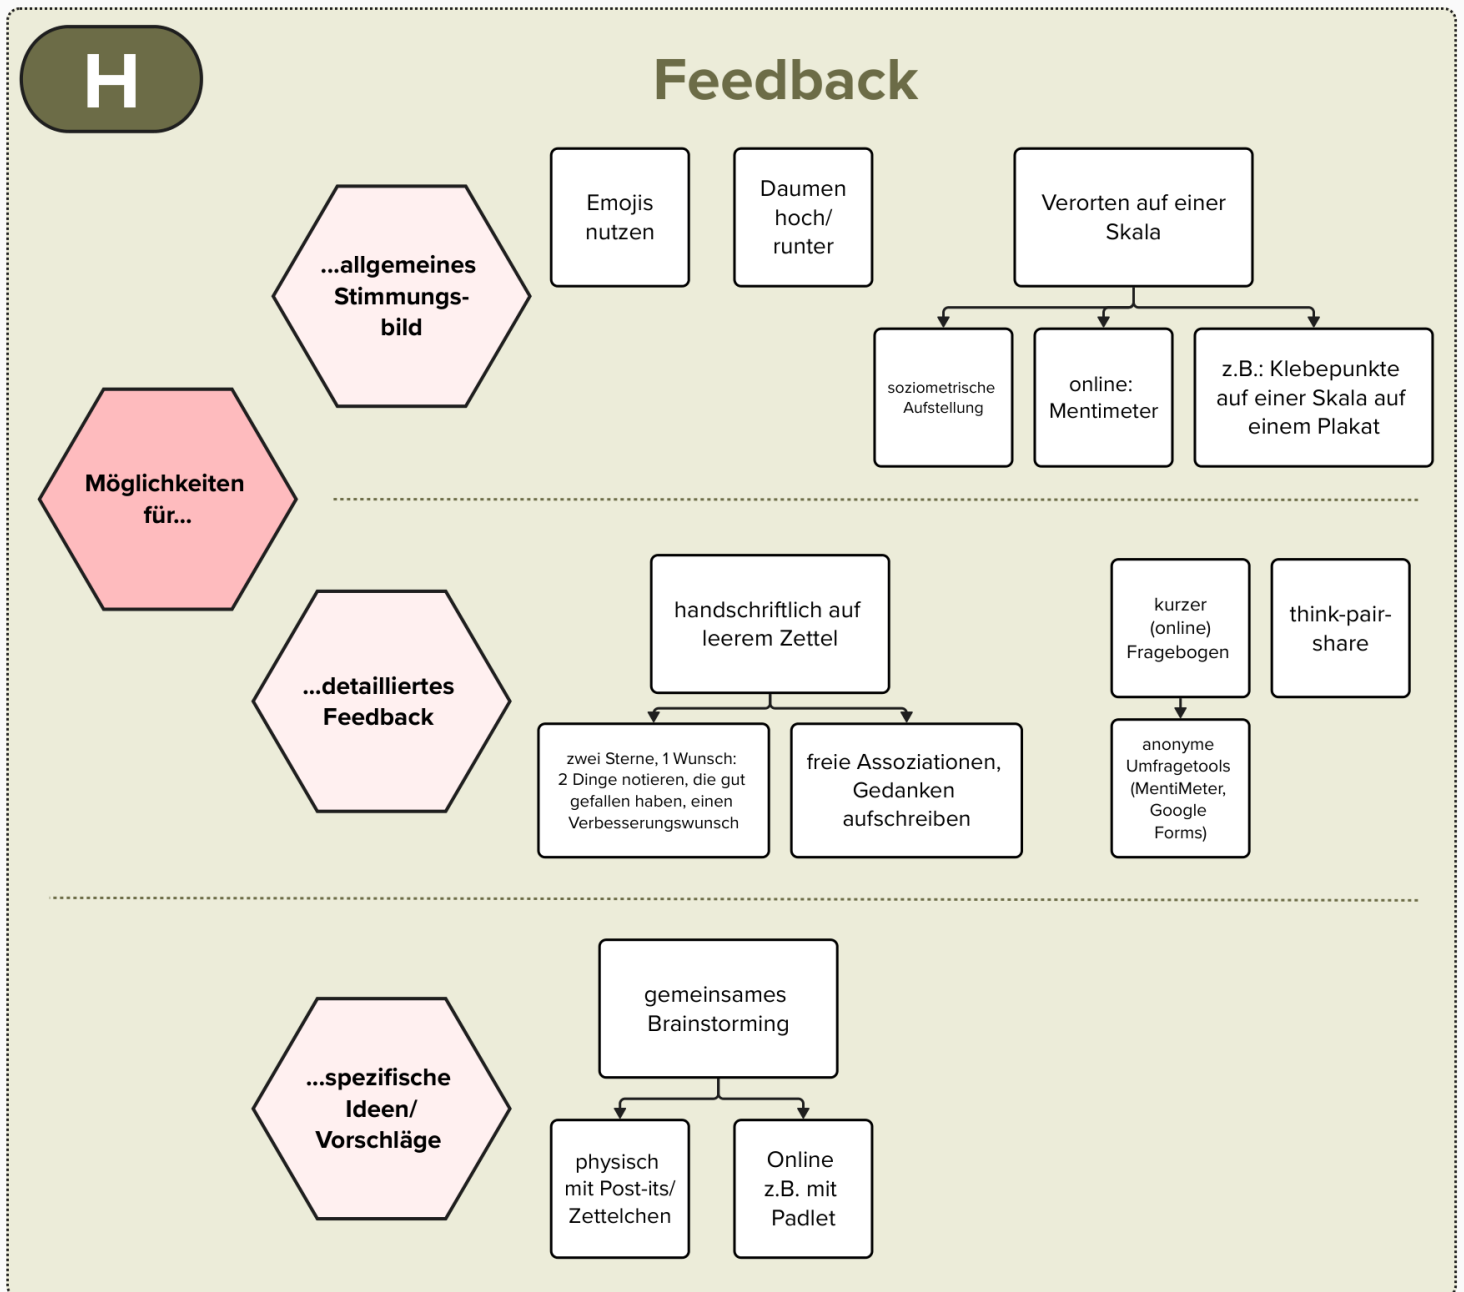 H
Feedback
Emojis
nutzen
Daumen
hoch/
runter
Verorten auf einer
Skala
...allgemeines
Stimmungs-
bild
soziometrische
Aufstellung
online:
Mentimeter
z.B.: Klebepunkte
auf einer Skala auf
einem Plakat
Möglichkeiten
für...
handschriftlich auf
leerem Zettel
kurzer
(online)
Fragebogen
think-pair-
share
...detailliertes
Feedback
zwei Sterne, 1 Wunsch:
2 Dinge notieren, die gut
gefallen haben, einen
Verbesserungswunsch
freie Assoziationen,
Gedanken
aufschreiben
anonyme
Umfragetools
(MentiMeter,
Google
Forms)
gemeinsames
Brainstorming
...spezifische
Ideen/
Vorschläge
physisch
mit Post-its/
Zettelchen
Online
z.B. mit
Padlet